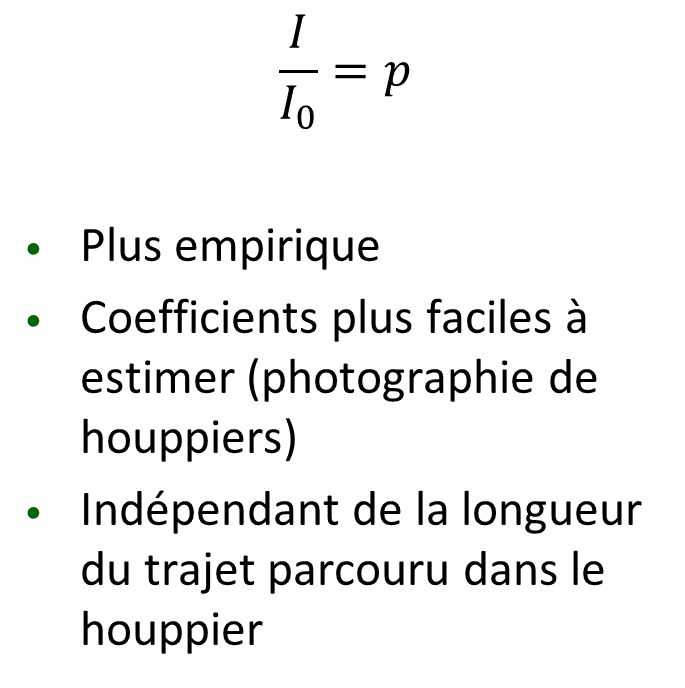 I
I₀ = p
• Plus empirique
• Coefficients plus faciles à
estimer (photographie de
houppiers)
• Indépendant de la longueur
du trajet parcouru dans le
houppier